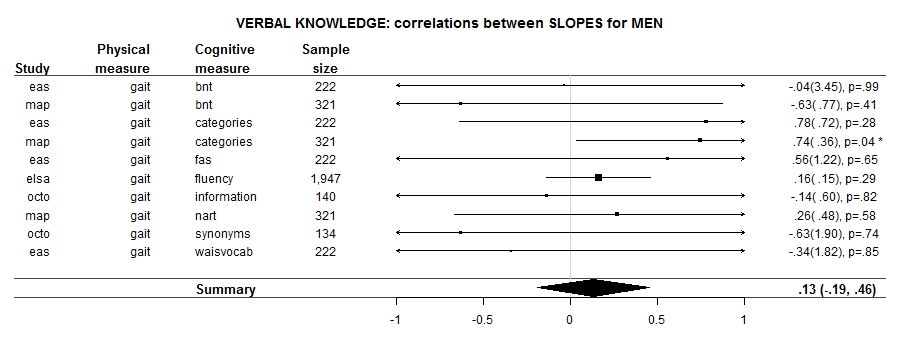 VERBAL KNOWLEDGE: correlations between SLOPES for MEN
Physical Cognitive Sample
Study measure measure size
eas gait bnt 222 -.04(3.45), p=.99
map gait bnt 321 -.63( .77), p=.41
eas gait categories 222 .78( .72), p=.28
map gait categories 321 .74( .36), p=.04 *
eas gait fas 222 .56(1.22), p=.65
elsa gait fluency 1,947 .16( .15), p=.29
octo gait information 140 -.14( .60), p=.82
map gait nart 321 .26( .48), p=.58
octo gait synonyms 134 -.63(1.90), p=.74
eas gait waisvocab 222 -.34(1.82), p=.85
Summary .13 (-.19, .46)
-1 -0.5 0 0.5 1